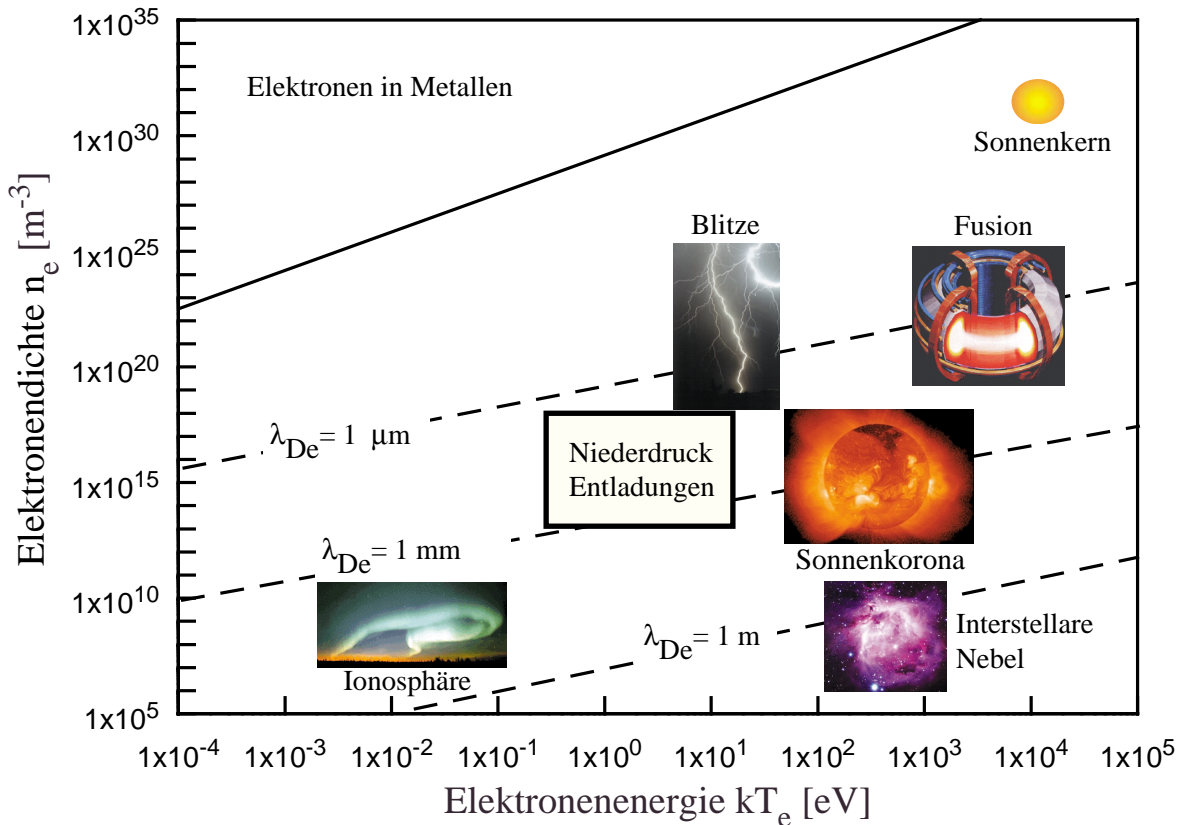 1x10^35
1x10^30
1x10^25
1x10^20
1x10^15
1x10^10
1x10^5
Elektronendichte n_e [m^-3]
Elektronen in Metallen
Sonnenkern
Blitze
Fusion
λ_De = 1 μm
Niederdruck
Entladungen
λ_De = 1 mm
Sonnenkorona
Ionosphäre
λ_De = 1 m
Interstellare
Nebel
1x10^-4 1x10^-3 1x10^-2 1x10^-1 1x10^0 1x10^1 1x10^2 1x10^3 1x10^4 1x10^5
Elektronenenergie kT_e [eV]